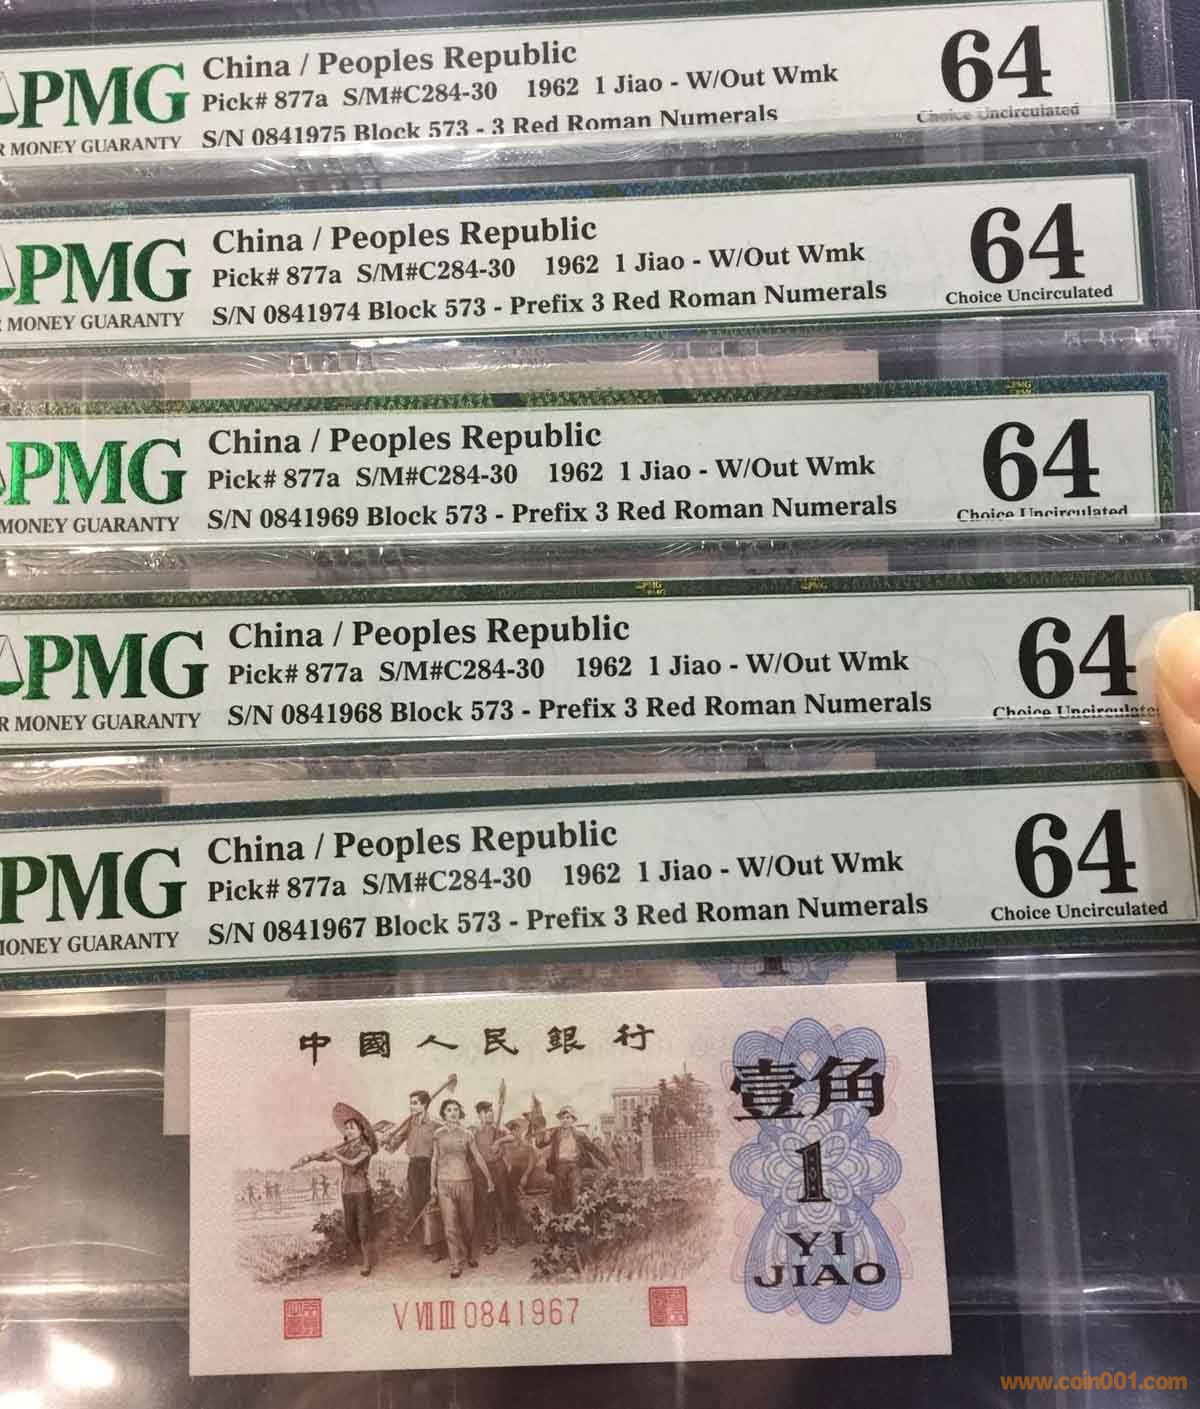 PMG
R MONEY GUARANTY
China / Peoples Republic
Pick# 877a S/M#C284-30 1962 1 Jiao - W/Out Wmk
S/N 0841975 Block 573 - 3 Red Roman Numerals
64
Choice Uncirculated
PMG
MONEY GUARANTY
China / Peoples Republic
Pick# 877a S/M#C284-30 1962 1 Jiao - W/Out Wmk
S/N 0841974 Block 573 - Prefix 3 Red Roman Numerals
64
Choice Uncirculated
PMG
MONEY GUARANTY
China / Peoples Republic
Pick# 877a S/M#C284-30 1962 1 Jiao - W/Out Wmk
S/N 0841969 Block 573 - Prefix 3 Red Roman Numerals
64
Choice Uncirculated
PMG
R MONEY GUARANTY
China / Peoples Republic
Pick# 877a S/M#C284-30 1962 1 Jiao - W/Out Wmk
S/N 0841968 Block 573 - Prefix 3 Red Roman Numerals
64
Choice Uncirculate
PMG
MONEY GUARANTY
China / Peoples Republic
Pick# 877a S/M#C284-30 1962 1 Jiao - W/Out Wmk
S/N 0841967 Block 573 - Prefix 3 Red Roman Numerals
64
Choice Uncirculated
中國人民銀行
壹角
1
YI
JIAO
V VII III 0841967
www.coin001.com